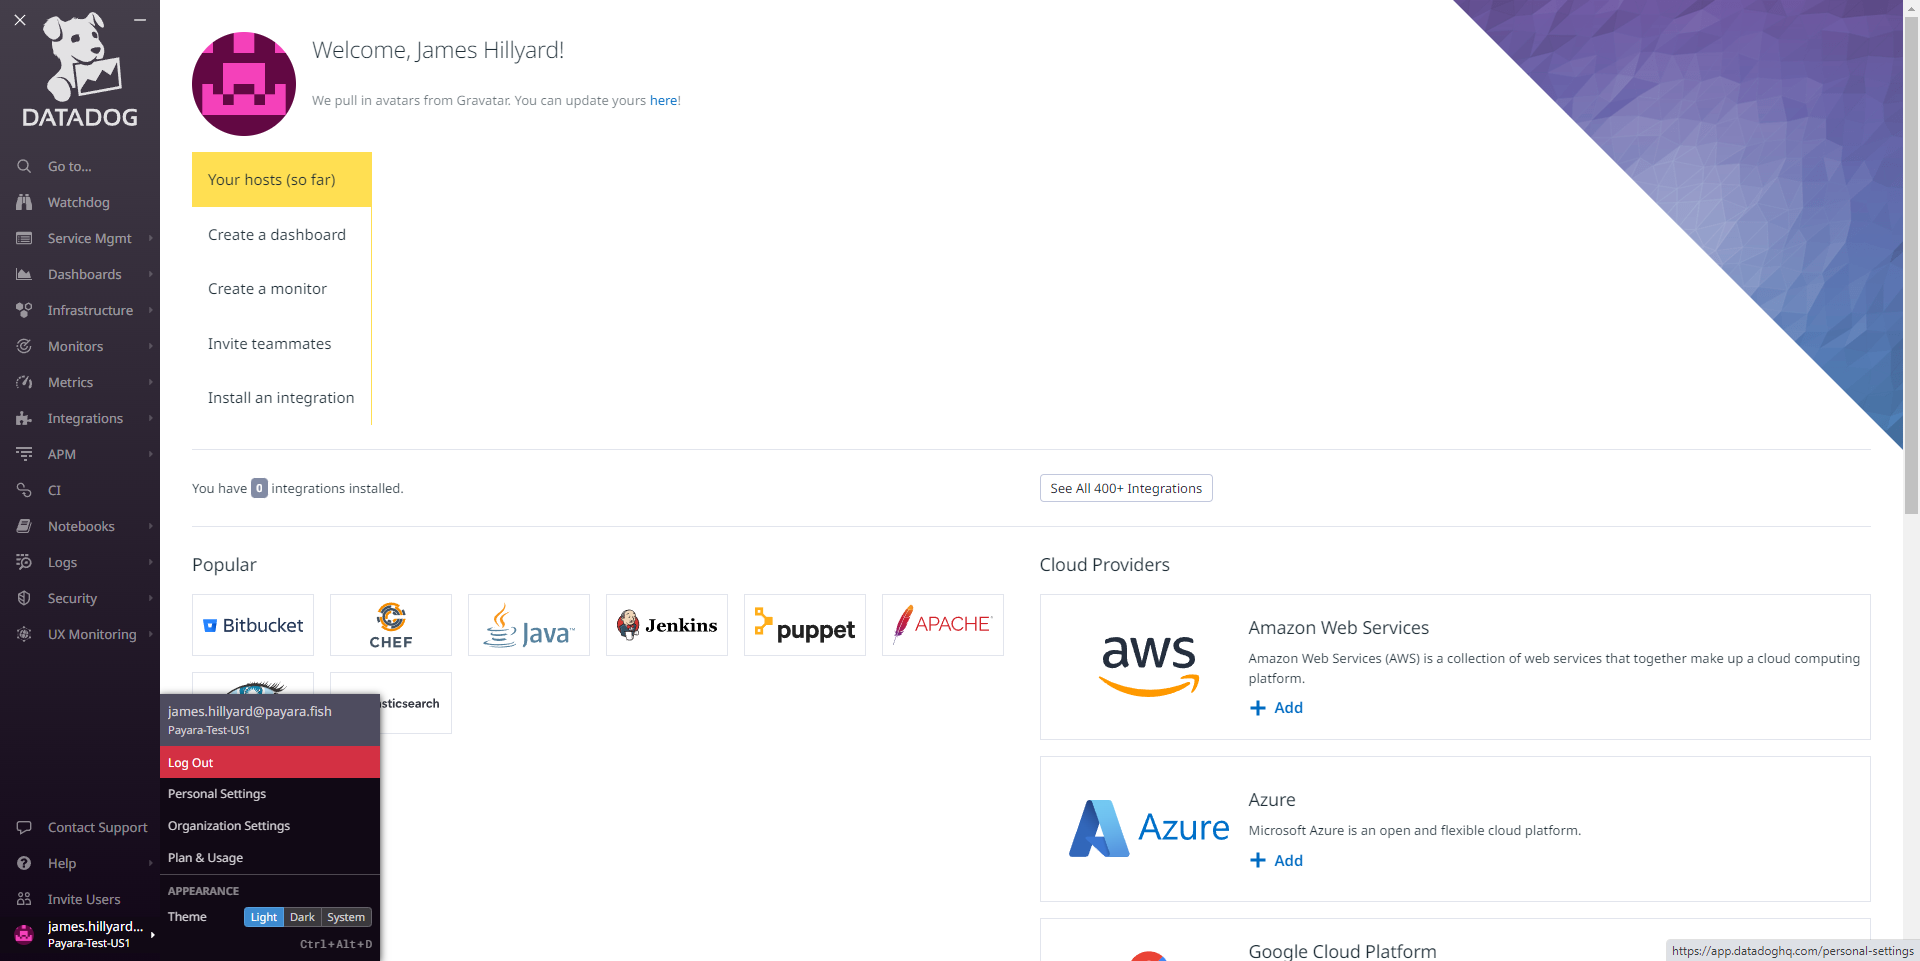 DATADOG
Go to...
Watchdog
Service Mgmt
Dashboards
Infrastructure
Monitors
Metrics
Integrations
APM
CI
Notebooks
Logs
Security
UX Monitoring
Contact Support
Help
Invite Users
james.hillyard...
Payara-Test-US1
james.hillyard@payara.fish
Payara-Test-US1
Log Out
Personal Settings
Organization Settings
Plan & Usage
APPEARANCE
Theme Light Dark System
Ctrl+Alt+D
Welcome, James Hillyard!
We pull in avatars from Gravatar. You can update yours here!
Your hosts (so far)
Create a dashboard
Create a monitor
Invite teammates
Install an integration
You have 0 integrations installed.
See All 400+ Integrations
Popular
Bitbucket
CHEF
Java™
Jenkins
puppet
APACHE
sticsearch
Cloud Providers
aws
Amazon Web Services
Amazon Web Services (AWS) is a collection of web services that together make up a cloud computing
platform.
+ Add
Azure
Azure
Microsoft Azure is an open and flexible cloud platform.
+ Add
Google Cloud Platform
https://app.datadoghq.com/personal-settings